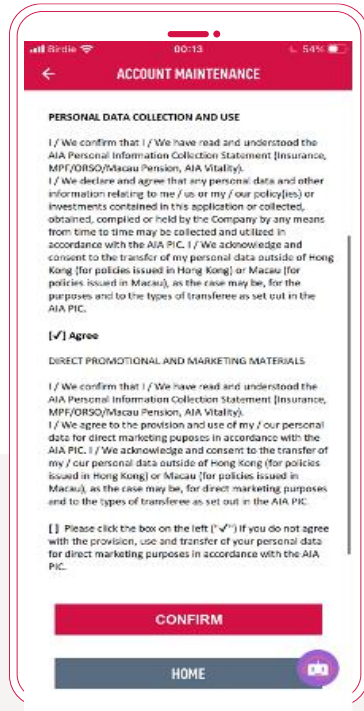 Birdie 00:13 54%
ACCOUNT MAINTENANCE
PERSONAL DATA COLLECTION AND USE
I / We confirm that I / We have read and understood the
AIA Personal Information Collection Statement (Insurance,
MPF/ORSO/Macau Pension, AIA Vitality).
I / We declare and agree that any personal data and other
information relating to me / us or my / our policy(ies) or
investments contained in this application or collected,
obtained, compiled or held by the Company by any means
from time to time may be collected and utilized in
accordance with the AIA PIC. I / We acknowledge and
consent to the transfer of my personal data outside of Hong
Kong (for policies issued in Hong Kong) or Macau (for
policies issued in Macau), as the case may be, for the
purposes and to the types of transferee as set out in the
AIA PIC.
[✓] Agree
DIRECT PROMOTIONAL AND MARKETING MATERIALS
I / We confirm that I / We have read and understood the
AIA Personal Information Collection Statement (Insurance,
MPF/ORSO/Macau Pension, AIA Vitality).
I / We agree to the provision and use of my / our personal
data for direct marketing puposes in accordance with the
AIA PIC. I / We acknowledge and consent to the transfer of
my / our personal data outside of Hong Kong (for policies
issued in Hong Kong) or Macau (for policies issued in
Macau), as the case may be, for direct marketing purposes
and to the types of transferee as set out in the AIA PIC.
[ ] Please click the box on the left ("✓") if you do not agree
with the provision, use and transfer of your personal data
for direct marketing purposes in accordance with the AIA
PIC.
CONFIRM
HOME